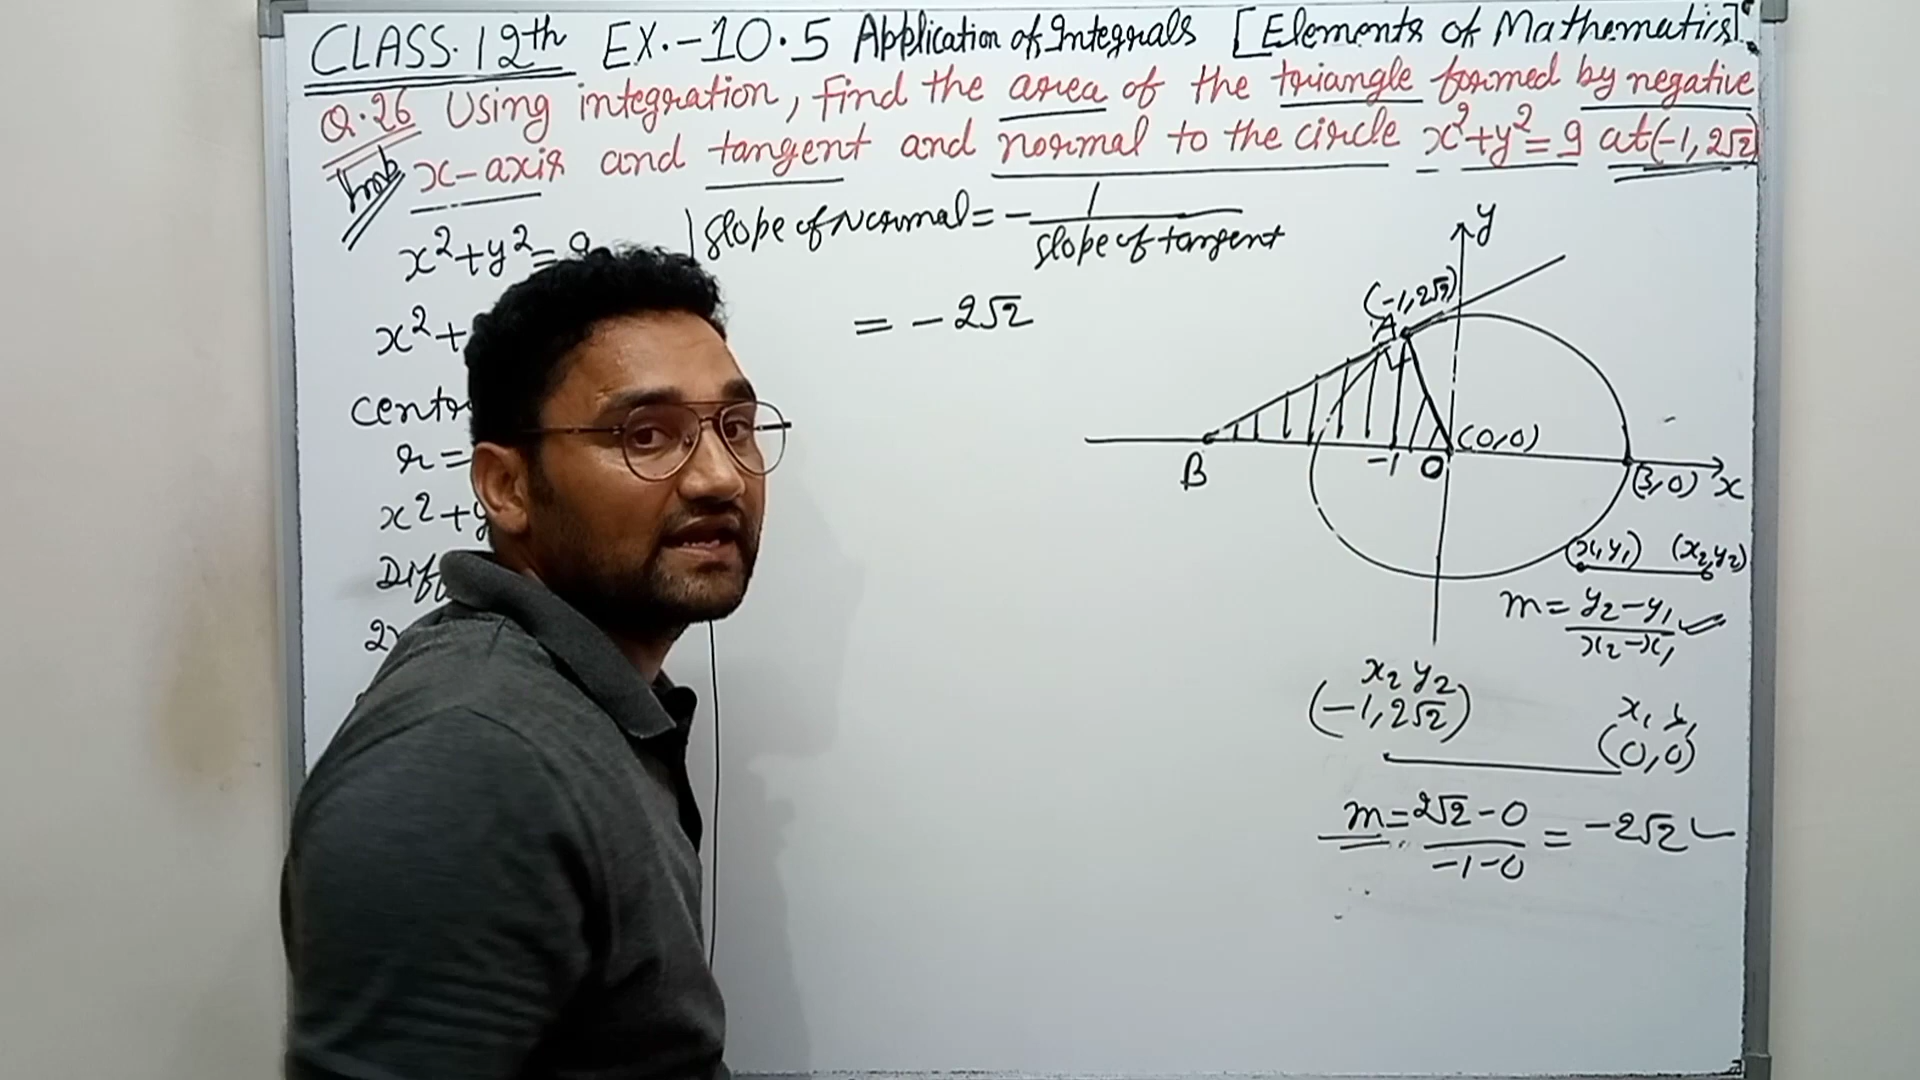 CLASS. 12th EX.-10.5 Application of Integrals [Elements of Mathematics]
Q.26 Using integration, Find the area of the triangle formed by negative
x-axis and tangent and normal to the circle x²+y²=9 at(-1, 2√2)
Imb
x²+y²=9
x²+
r=
x²+y
2x
slope of Normal = - 1
slope of tangent
= -2√2
y
(-1, 2√2)
A
(0,0)
B
-1
O
(3,0)
x
(x₁,y₁) (x₂,y₂)
m= y₂-y₁
x₂-x₁
x₂ y₂
(-1, 2√2)
x₁ y₁
(0,0)
m= 2√2-0 = -2√2
-1-0